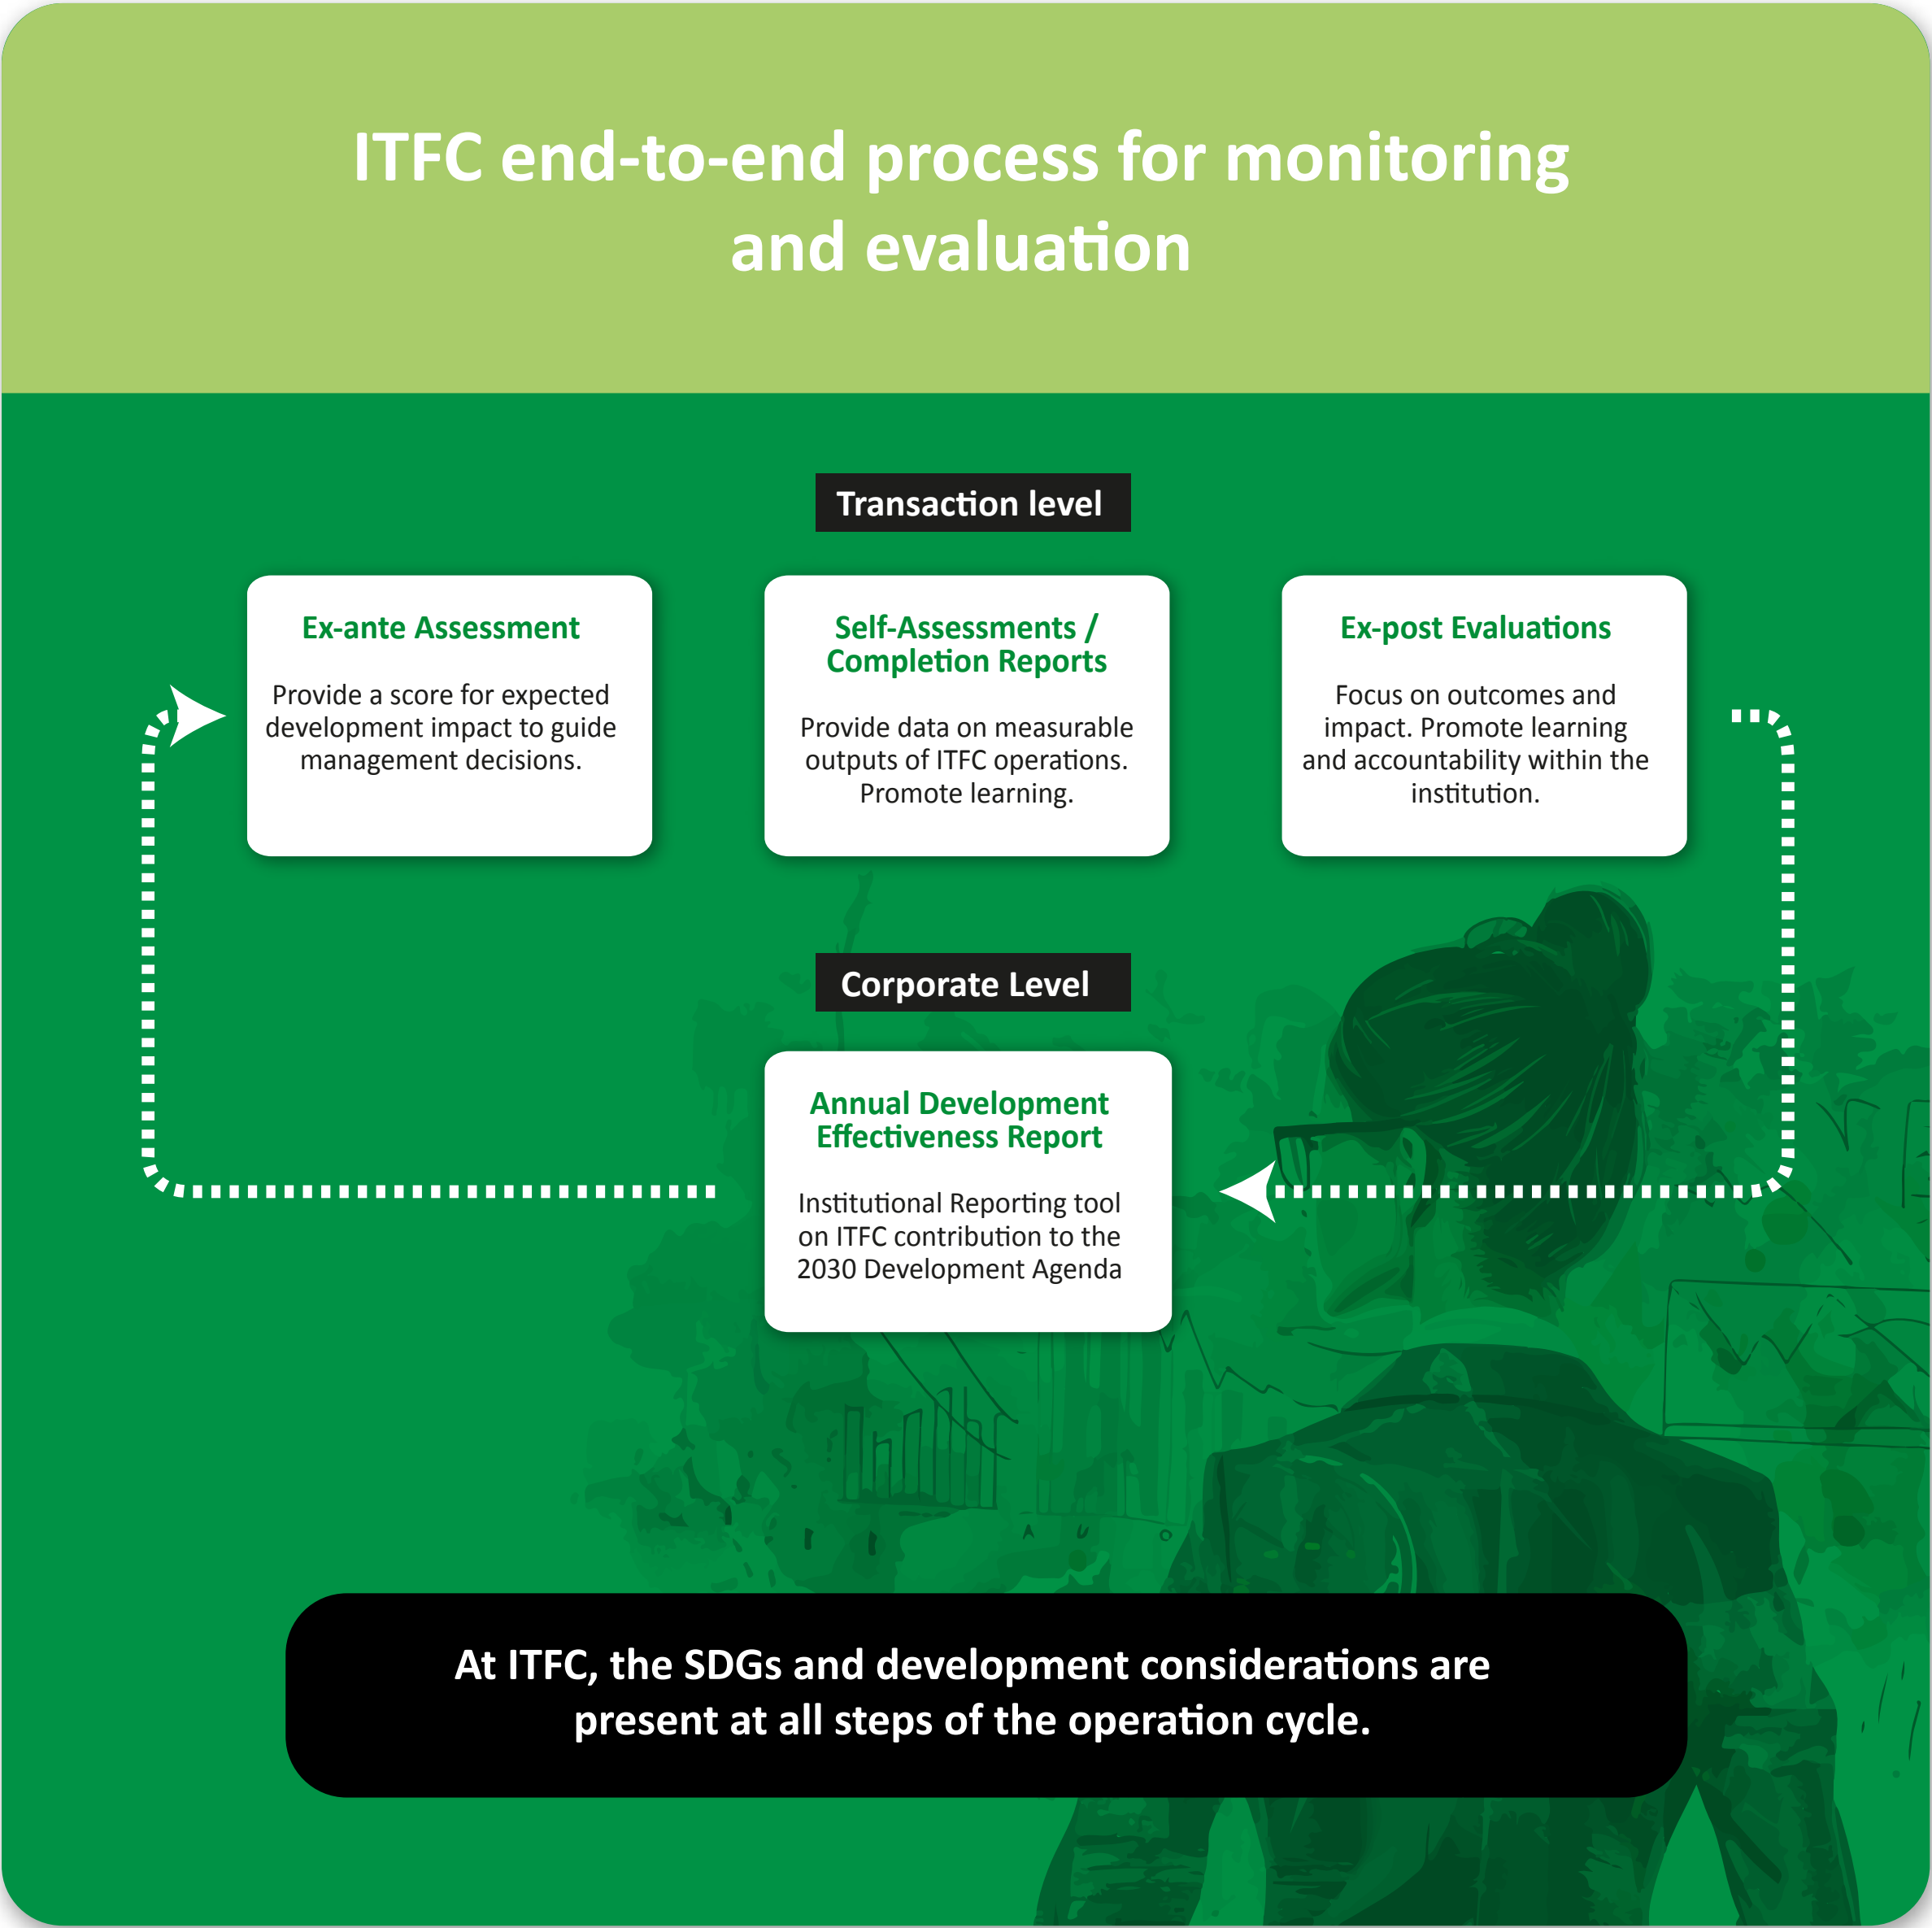 ITFC end-to-end process for monitoring
and evaluation
Transaction level
Ex-ante Assessment
Provide a score for expected
development impact to guide
management decisions.
Self-Assessments /
Completion Reports
Provide data on measurable
outputs of ITFC operations.
Promote learning.
Ex-post Evaluations
Focus on outcomes and
impact. Promote learning
and accountability within the
institution.
Corporate Level
Annual Development
Effectiveness Report
Institutional Reporting tool
on ITFC contribution to the
2030 Development Agenda
At ITFC, the SDGs and development considerations are
present at all steps of the operation cycle.